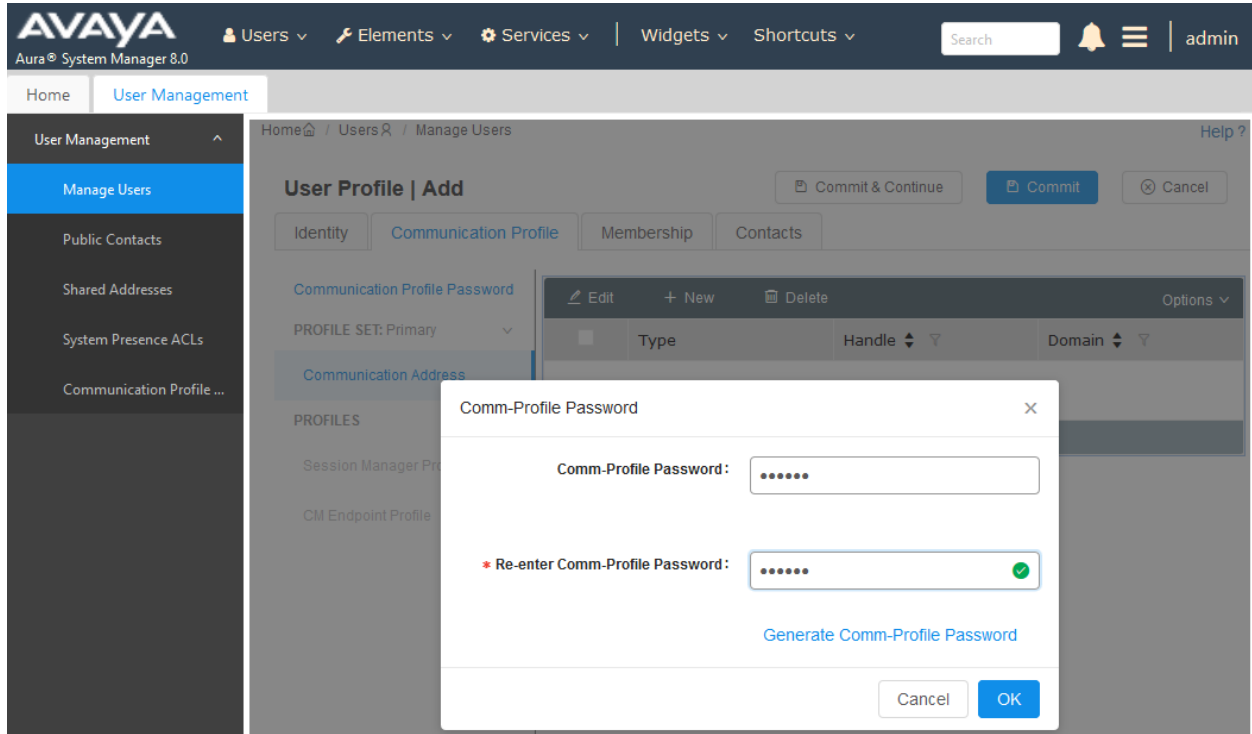 AVAYA
Aura® System Manager 8.0
Users
Elements
Services
Widgets
Shortcuts
Search
admin
Home
User Management
User Management
Manage Users
Public Contacts
Shared Addresses
System Presence ACLs
Communication Profile ...
Home / Users / Manage Users
Help ?
User Profile | Add
Commit & Continue
Commit
Cancel
Identity
Communication Profile
Membership
Contacts
Communication Profile Password
PROFILE SET: Primary
Communication Address
PROFILES
Session Manager
CM Endpoint Profile
Edit
+ New
Delete
Options
Type
Handle
Domain
Comm-Profile Password
Comm-Profile Password :
••••••
* Re-enter Comm-Profile Password :
••••••
Generate Comm-Profile Password
Cancel
OK